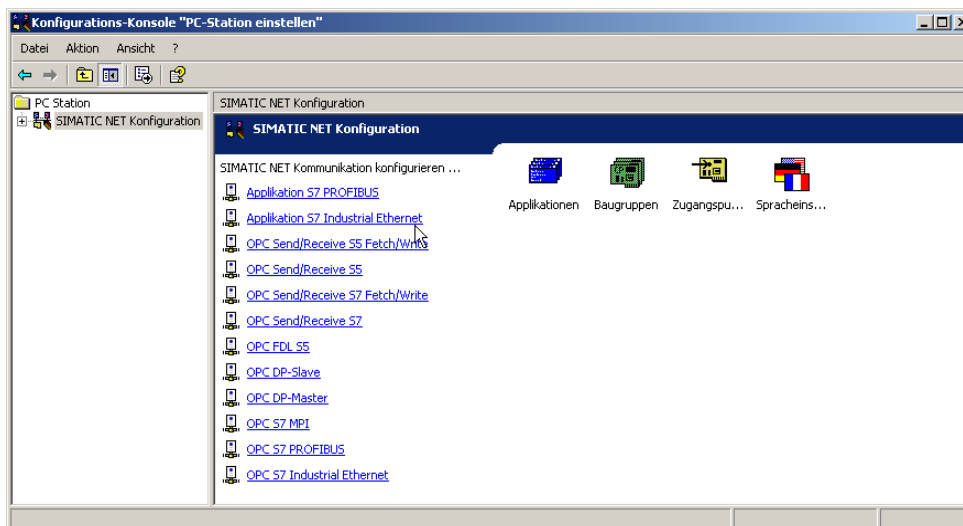 Konfigurations-Konsole "PC-Station einstellen"
Datei Aktion Ansicht ?
PC Station
SIMATIC NET Konfiguration
SIMATIC NET Konfiguration
SIMATIC NET Konfiguration
SIMATIC NET Kommunikation konfigurieren ...
Applikation S7 PROFIBUS
Applikation S7 Industrial Ethernet
OPC Send/Receive S5 Fetch/Write
OPC Send/Receive S5
OPC Send/Receive S7 Fetch/Write
OPC Send/Receive S7
OPC FDL S5
OPC DP-Slave
OPC DP-Master
OPC S7 MPI
OPC S7 PROFIBUS
OPC S7 Industrial Ethernet
Applikationen Baugruppen Zugangspu... Spracheins...